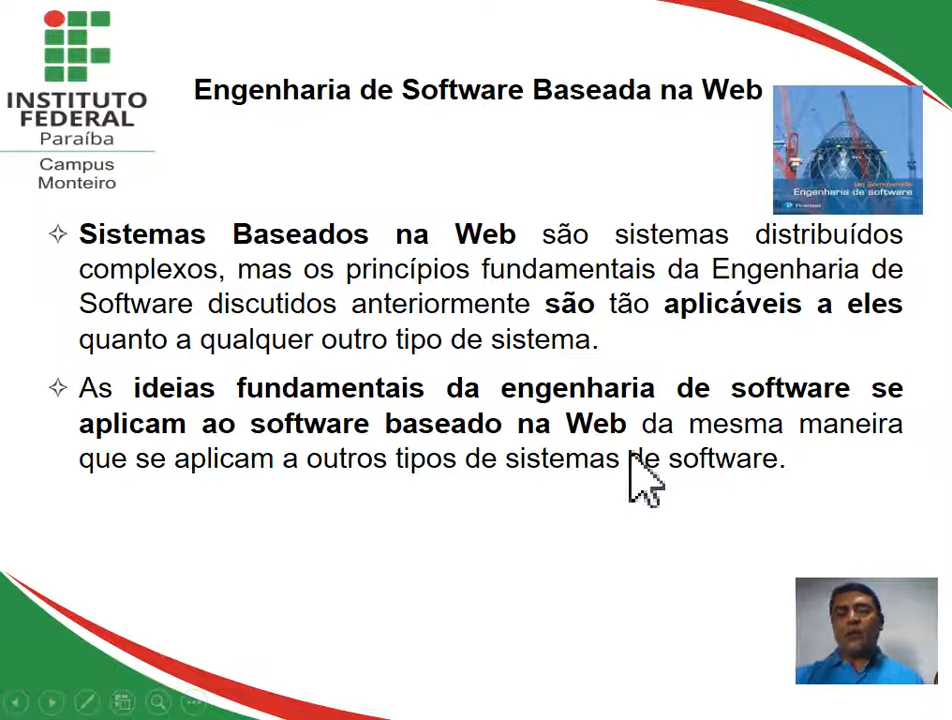 INSTITUTO
FEDERAL
Paraíba
Campus
Monteiro
Engenharia de Software Baseada na Web
Ian Sommerville
Engenharia de software
Pearson
Sistemas Baseados na Web são sistemas distribuídos
complexos, mas os princípios fundamentais da Engenharia de
Software discutidos anteriormente são tão aplicáveis a eles
quanto a qualquer outro tipo de sistema.
As ideias fundamentais da engenharia de software se
aplicam ao software baseado na Web da mesma maneira
que se aplicam a outros tipos de sistemas de software.